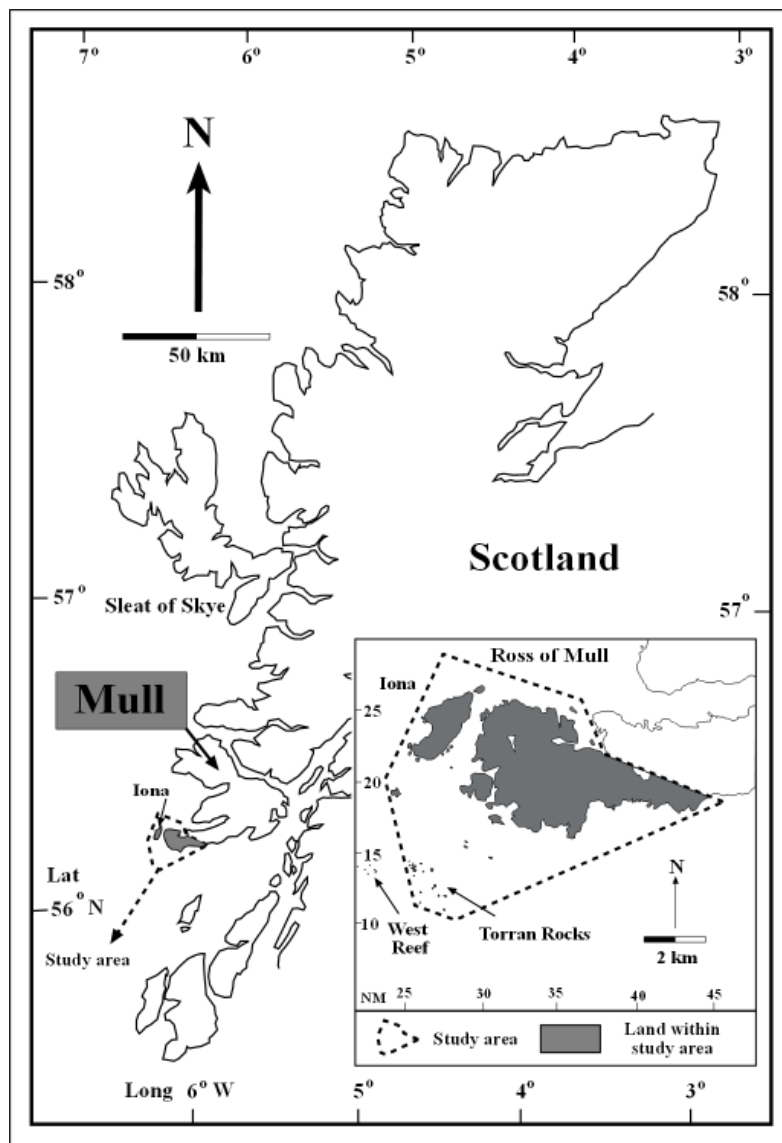 7° 6° 5° 4° 3°
N
58° 58°
50 km
Scotland
57° 57°
Sleat of Skye
Mull
Iona
Lat
56° N
Study area
Ross of Mull
Iona
25
20
15
10
N
West
Reef
Torran Rocks
2 km
NM 25 30 35 40 45
Study area
Land within
study area
Long 6° W 5° 4° 3°